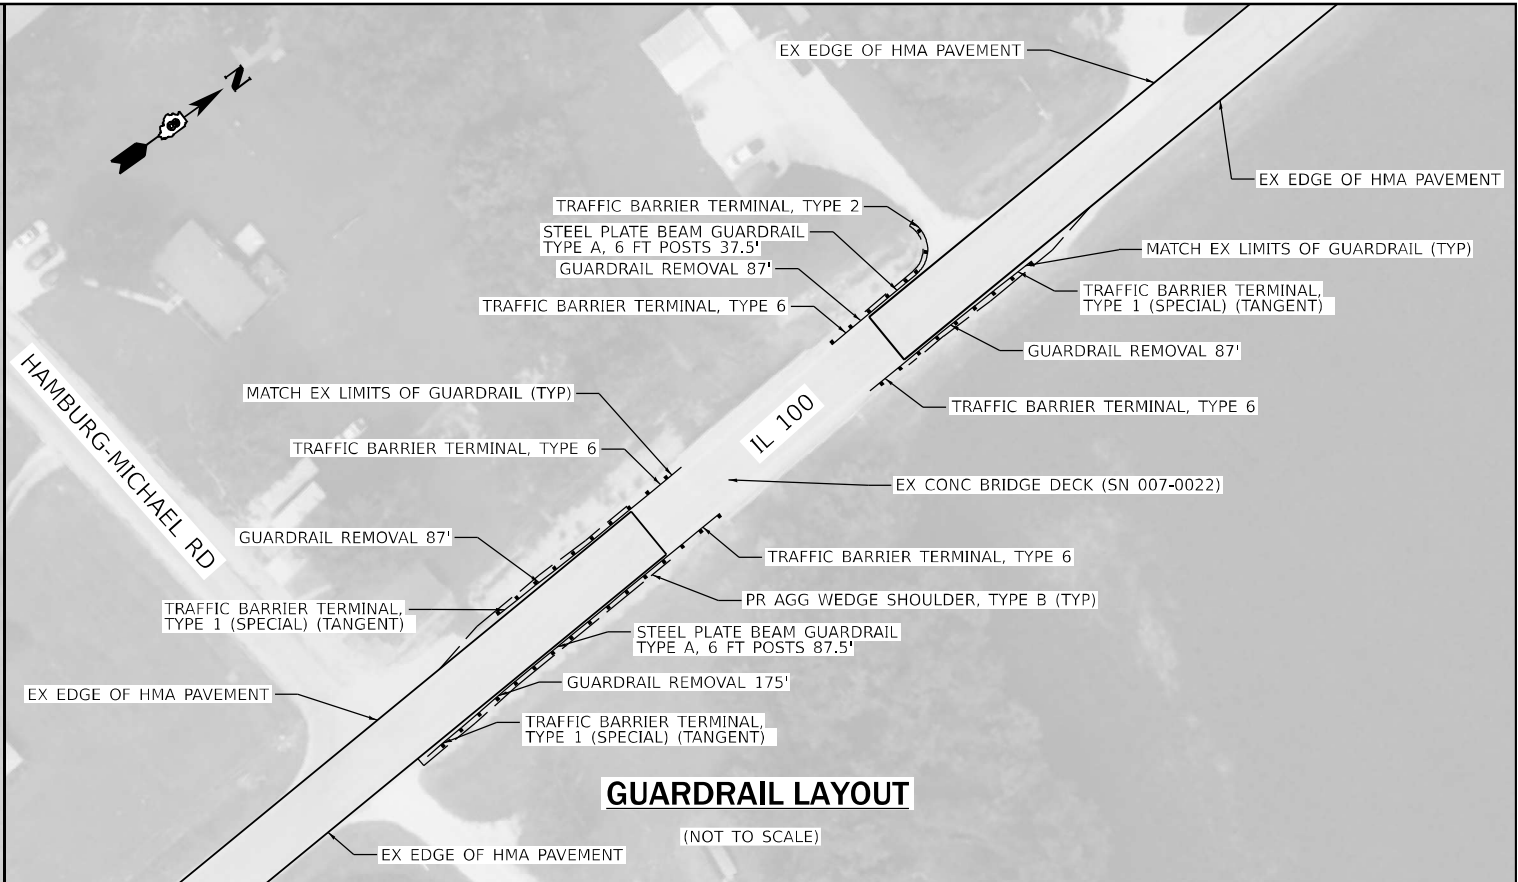 EX EDGE OF HMA PAVEMENT
N
EX EDGE OF HMA PAVEMENT
TRAFFIC BARRIER TERMINAL, TYPE 2
STEEL PLATE BEAM GUARDRAIL
TYPE A, 6 FT POSTS 37.5'
MATCH EX LIMITS OF GUARDRAIL (TYP)
GUARDRAIL REMOVAL 87'
TRAFFIC BARRIER TERMINAL,
TYPE 1 (SPECIAL) (TANGENT)
TRAFFIC BARRIER TERMINAL, TYPE 6
GUARDRAIL REMOVAL 87'
HAMBURG-MICHAEL RD
MATCH EX LIMITS OF GUARDRAIL (TYP)
TRAFFIC BARRIER TERMINAL, TYPE 6
IL 100
TRAFFIC BARRIER TERMINAL, TYPE 6
EX CONC BRIDGE DECK (SN 007-0022)
GUARDRAIL REMOVAL 87'
TRAFFIC BARRIER TERMINAL, TYPE 6
PR AGG WEDGE SHOULDER, TYPE B (TYP)
TRAFFIC BARRIER TERMINAL,
TYPE 1 (SPECIAL) (TANGENT)
STEEL PLATE BEAM GUARDRAIL
TYPE A, 6 FT POSTS 87.5'
GUARDRAIL REMOVAL 175'
EX EDGE OF HMA PAVEMENT
TRAFFIC BARRIER TERMINAL,
TYPE 1 (SPECIAL) (TANGENT)
GUARDRAIL LAYOUT
(NOT TO SCALE)
EX EDGE OF HMA PAVEMENT